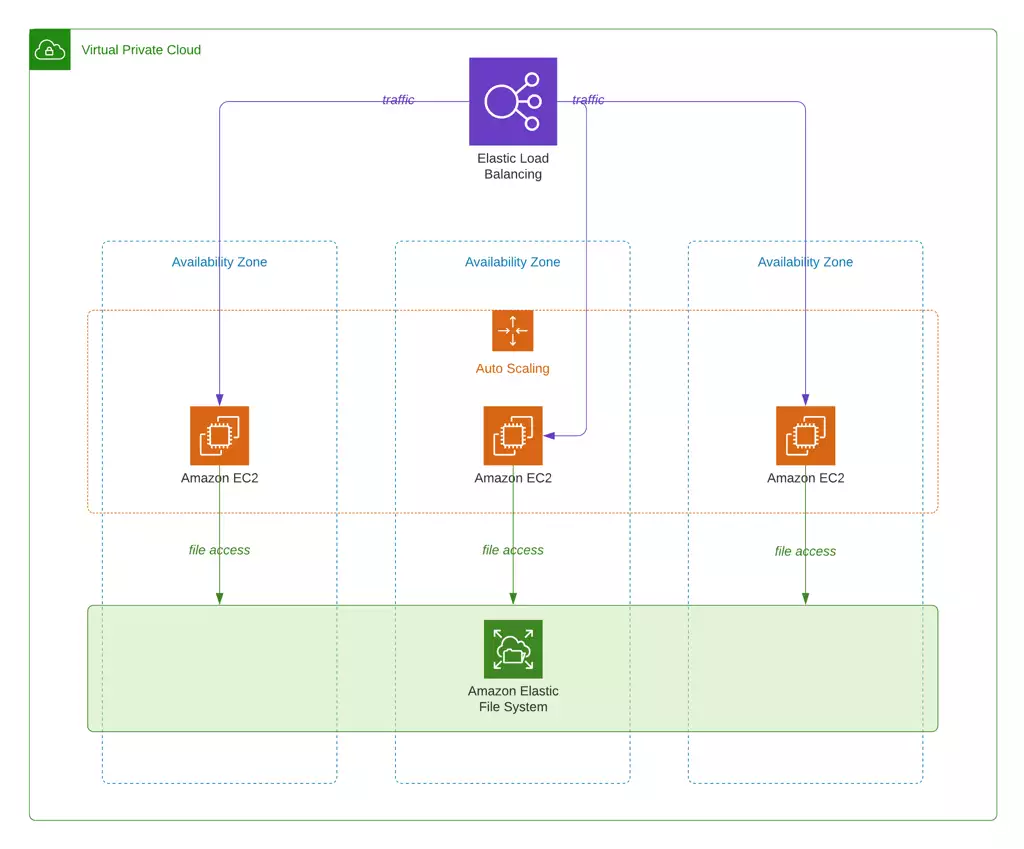 Virtual Private Cloud
traffic
traffic
Elastic Load
Balancing
Availability Zone
Availability Zone
Availability Zone
Auto Scaling
Amazon EC2
Amazon EC2
Amazon EC2
file access
file access
file access
Amazon Elastic
File System